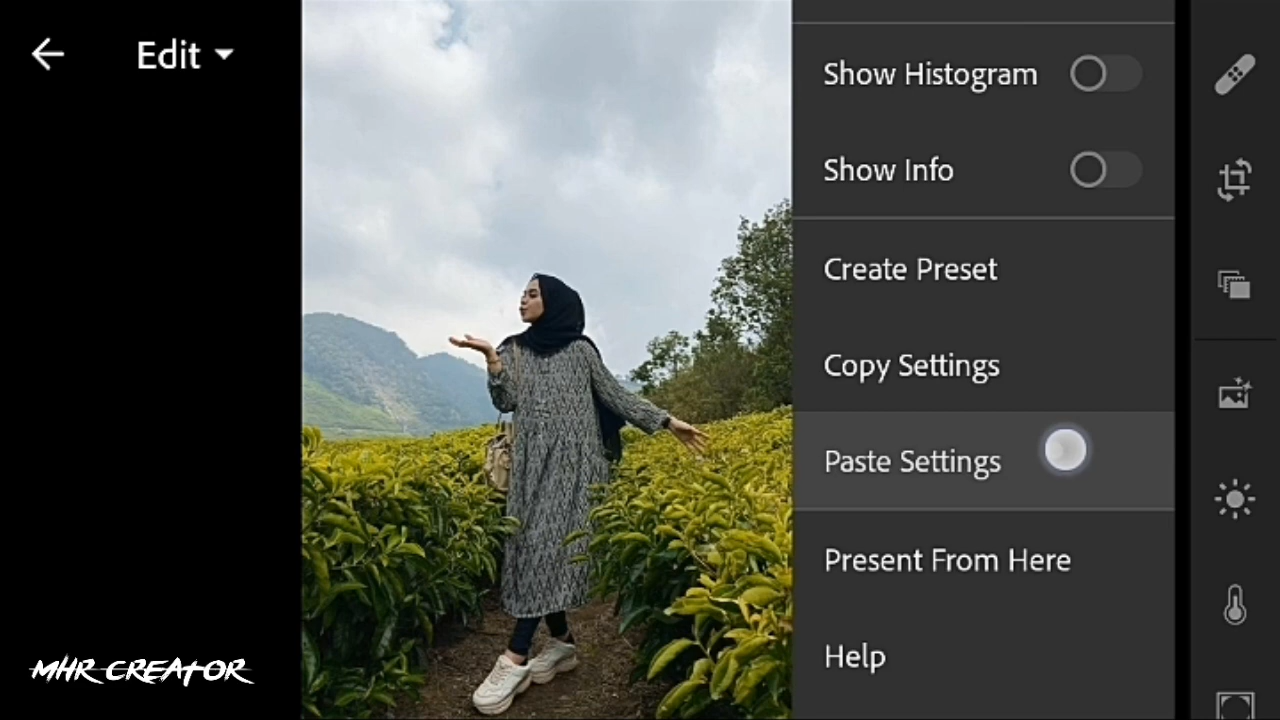 Edit
Show Histogram
Show Info
Create Preset
Copy Settings
Paste Settings
Present From Here
Help
MHR CREATOR